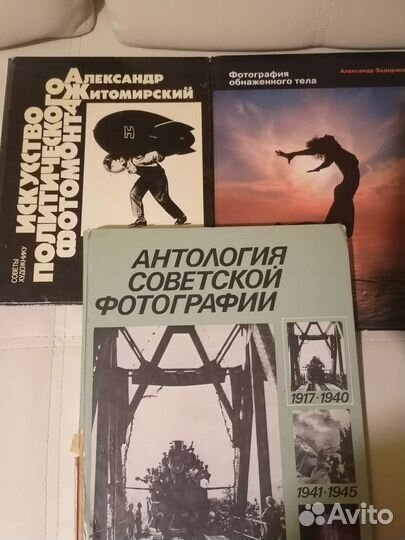 Александр
Житомирский
Искусство
политического
фотомонтажа
Советы
художнику
Н
Фотография
обнаженного тела
Александр Задирака
АНТОЛОГИЯ
СОВЕТСКОЙ
ФОТОГРАФИИ
1917·1940
1941·1945
Avito